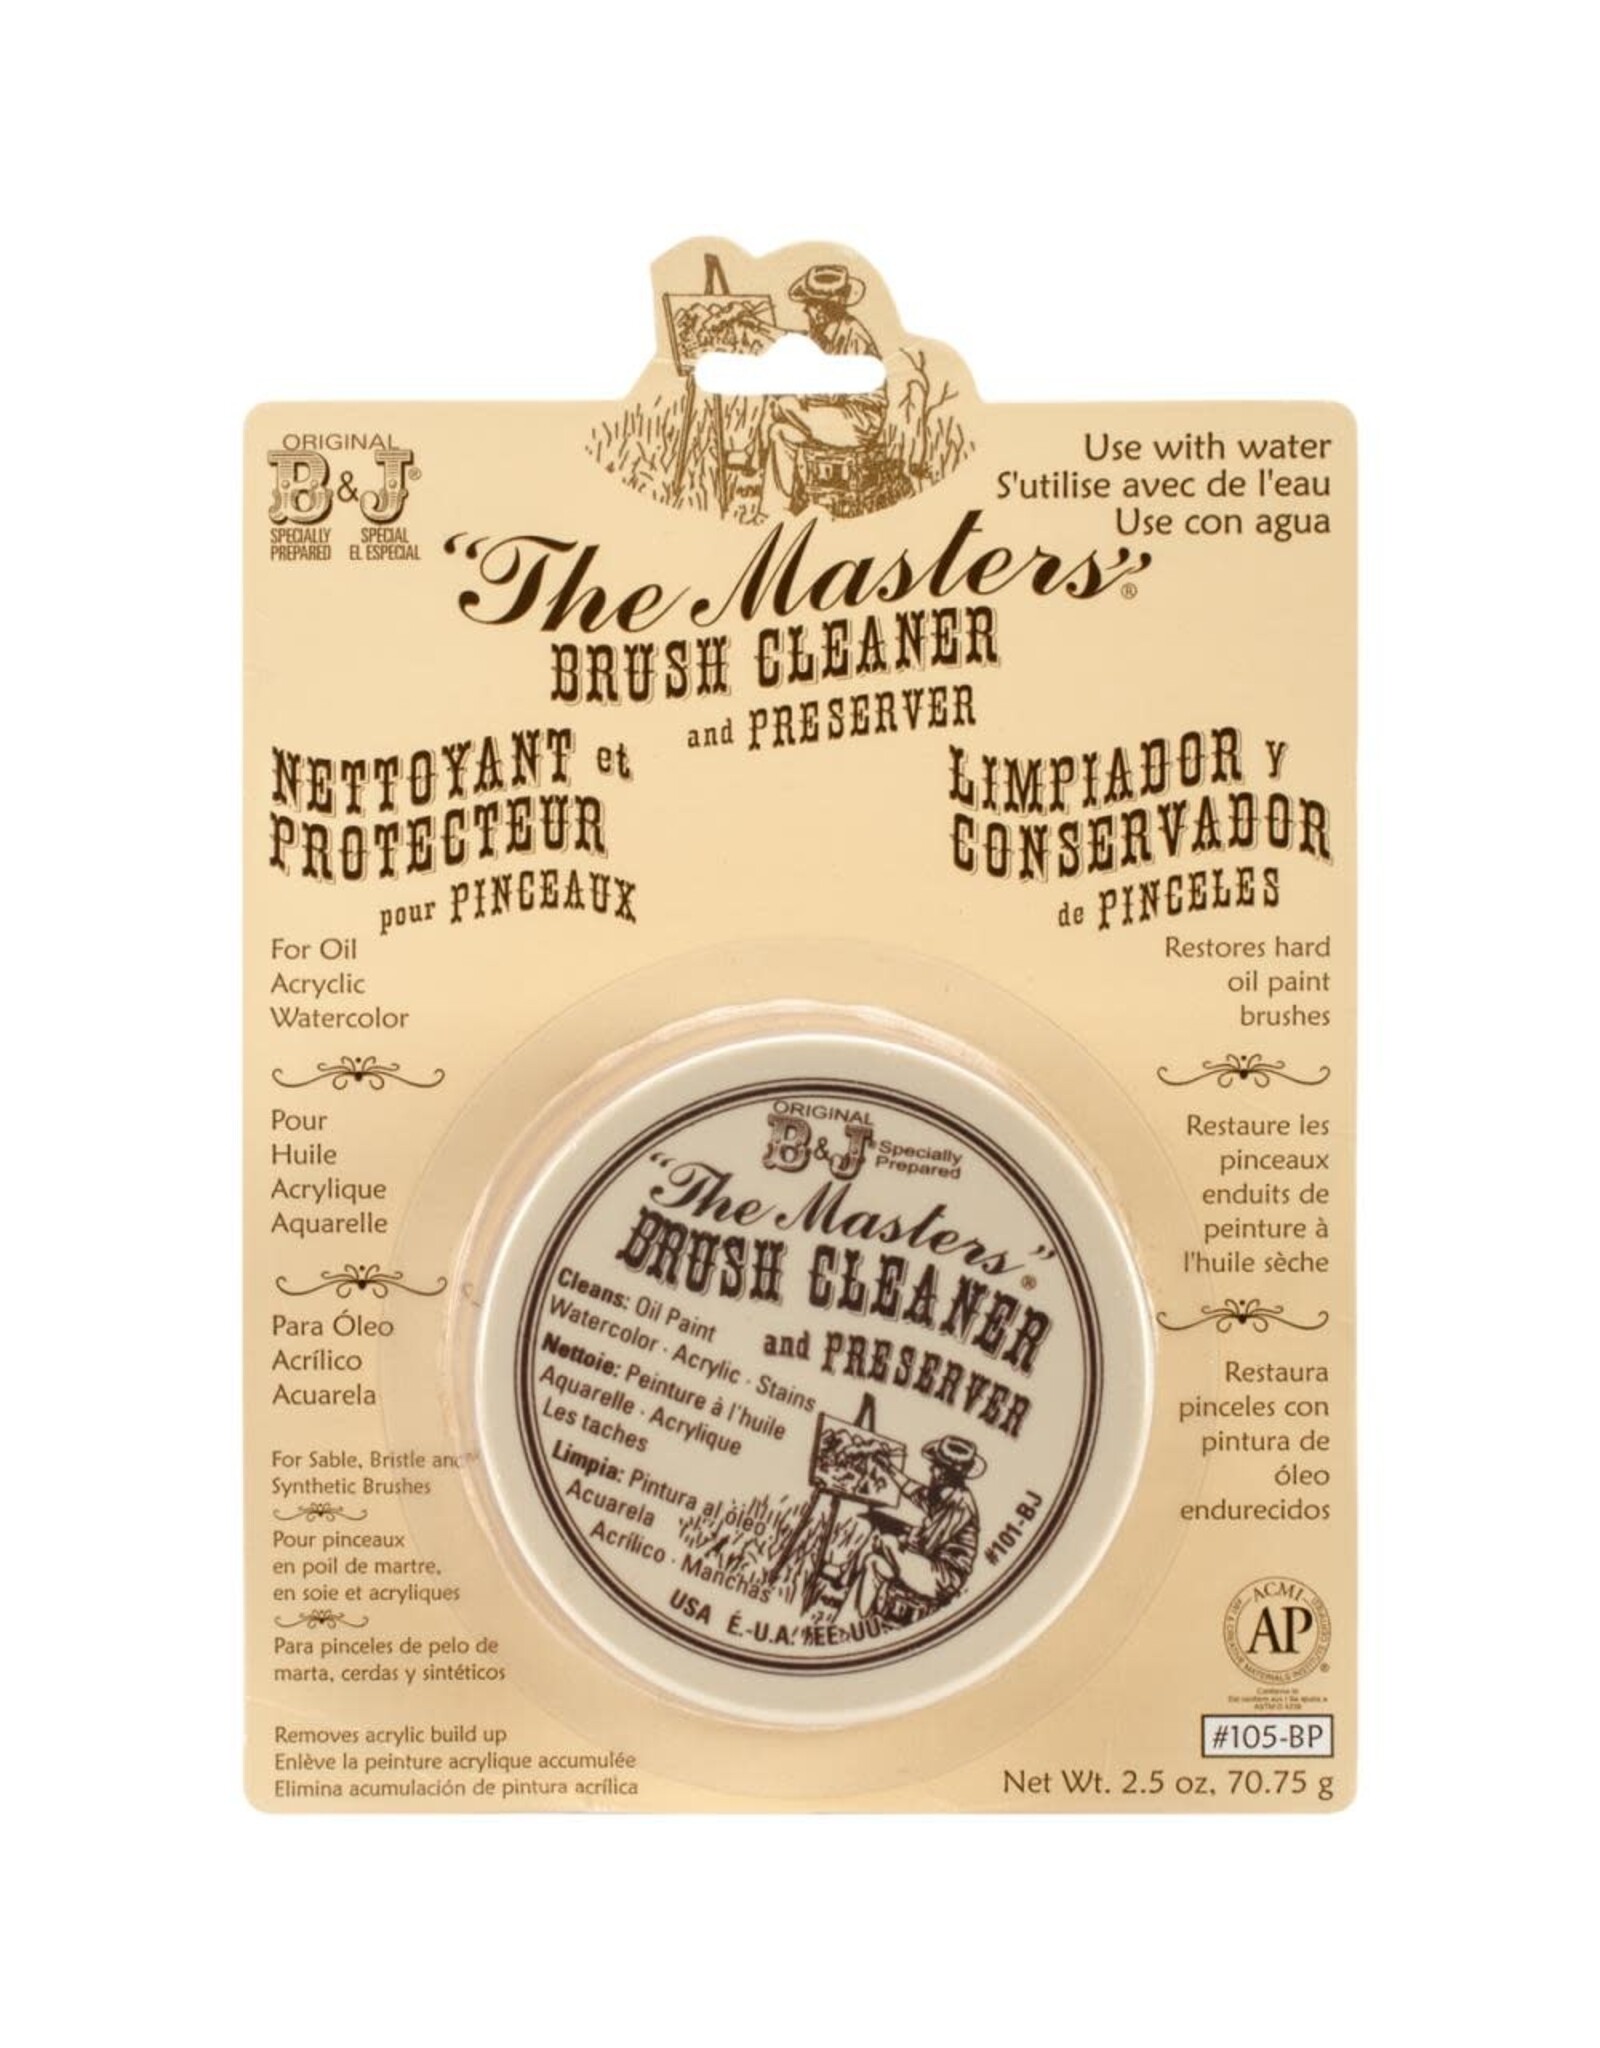 ORIGINAL
B&J®
SPECIALLY SPECIAL
PREPARED EL ESPECIAL
Use with water
S'utilise avec de l'eau
Use con agua
"The Masters"®
BRUSH CLEANER
and PRESERVER
NETTOYANT et
PROTECTEUR
pour PINCEAUX
LIMPIADOR y
CONSERVADOR
de PINCELES
For Oil
Acryclic
Watercolor
Pour
Huile
Acrylique
Aquarelle
Para Óleo
Acrílico
Acuarela
For Sable, Bristle and
Synthetic Brushes
Pour pinceaux
en poil de martre,
en soie et acryliques
Para pinceles de pelo de
marta, cerdas y sintéticos
Removes acrylic build up
Enlève la peinture acrylique accumulée
Elimina acumulación de pintura acrílica
Restores hard
oil paint
brushes
Restaure les
pinceaux
enduits de
peinture à
l'huile sèche
Restaura
pinceles con
pintura de
óleo
endurecidos
ORIGINAL
B&J® Specially
Prepared
"The Masters"®
BRUSH CLEANER
and PRESERVER
Cleans: Oil Paint
Watercolor · Acrylic · Stains
Nettoie: Peinture à l'huile
Aquarelle · Acrylique
Les taches
Limpia: Pintura al óleo
Acuarela
Acrílico · Manchas
USA É.-U.A. EE.UU.
#101-BJ
ACMI
AP
#105-BP
Net Wt. 2.5 oz, 70.75 g